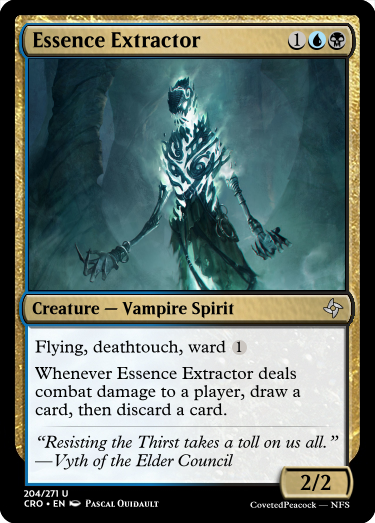 Essence Extractor 1
Creature — Vampire Spirit
Flying, deathtouch, ward 1
Whenever Essence Extractor deals
combat damage to a player, draw a
card, then discard a card.
“Resisting the Thirst takes a toll on us all.”
—Vyth of the Elder Council
2/2
204/271 U
CRO • EN Pascal Quidault
CovetedPeacock — NFS